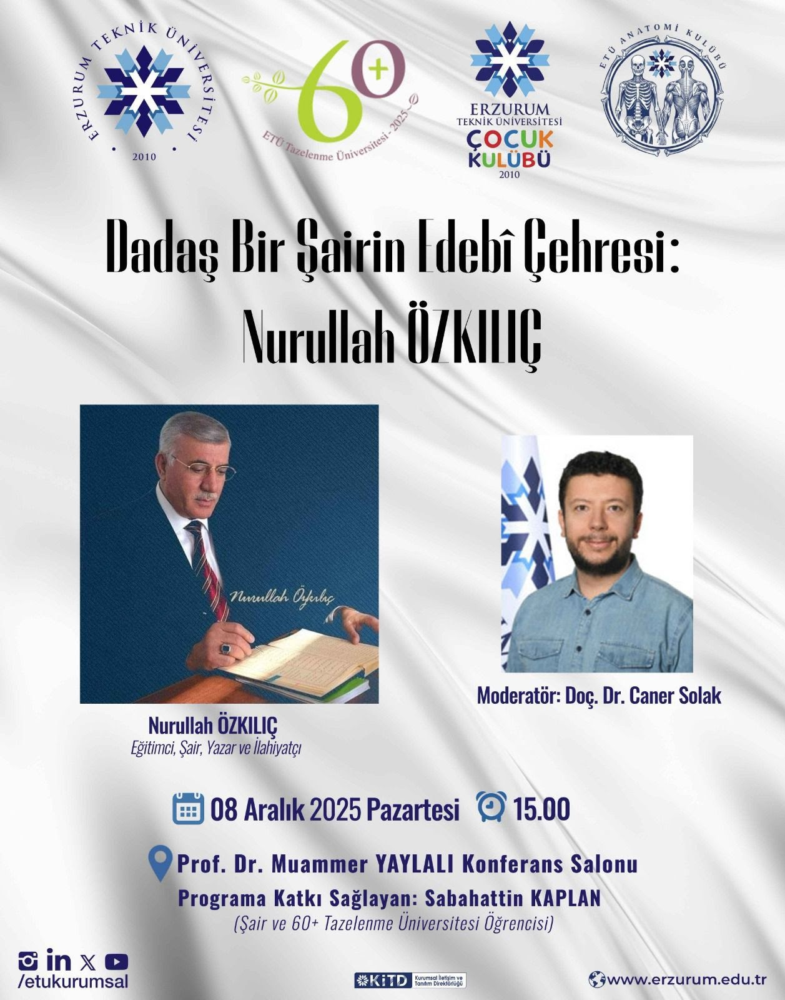 ERZURUM TEKNİK ÜNİVERSİTESİ
2010
60+
ETÜ Tazelenme Üniversitesi - 2025
ERZURUM
TEKNİK ÜNİVERSİTESİ
ÇOCUK
KULÜBÜ
2010
ETÜ ANATOMİ KULÜBÜ
Dadaş Bir Şairin Edebî Çehresi:
Nurullah ÖZKILIÇ
Nurullah Özkılıç
Moderatör: Doç. Dr. Caner Solak
Nurullah ÖZKILIÇ
Eğitimci, Şair, Yazar ve İlahiyatçı
08 Aralık 2025 Pazartesi 15.00
Prof. Dr. Muammer YAYLALI Konferans Salonu
Programa Katkı Sağlayan: Sabahattin KAPLAN
(Şair ve 60+ Tazelenme Üniversitesi Öğrencisi)
/etukurumsal
KİTD Kurumsal İletişim ve
Tanıtım Direktörlüğü
www.erzurum.edu.tr